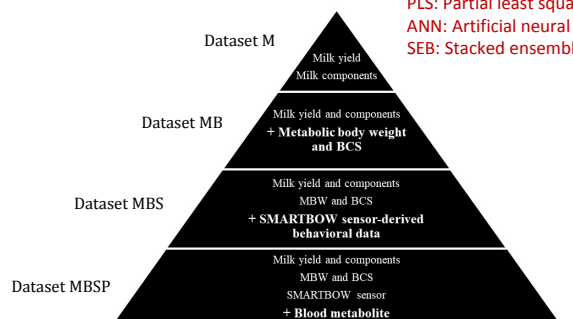 PLS: Partial least squa
ANN: Artificial neural
SEB: Stacked ensembl
Dataset M
Milk yield
Milk components
Dataset MB
Milk yield and components
+ Metabolic body weight
and BCS
Dataset MBS
Milk yield and components
MBW and BCS
+ SMARTBOW sensor-derived
behavioral data
Dataset MBSP
Milk yield and components
MBW and BCS
SMARTBOW sensor
+ Blood metabolite